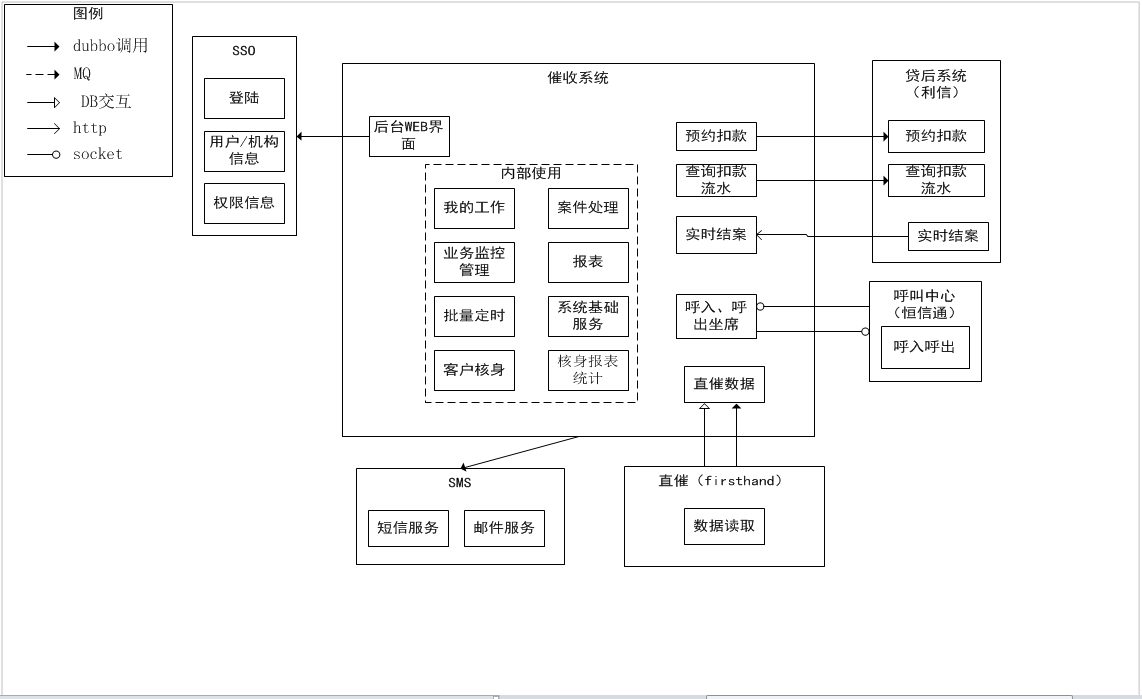 图例
dubbo调用
MQ
DB交互
http
socket
SSO
登陆
用户/机构
信息
权限信息
催收系统
后台WEB界
面
内部使用
我的工作
案件处理
业务监控
管理
报表
批量定时
系统基础
服务
客户核身
核身报表
统计
预约扣款
查询扣款
流水
实时结案
呼入、呼
出坐席
直催数据
贷后系统
（利信）
预约扣款
查询扣款
流水
实时结案
呼叫中心
（恒信通）
呼入呼出
SMS
短信服务
邮件服务
直催（firsthand）
数据读取